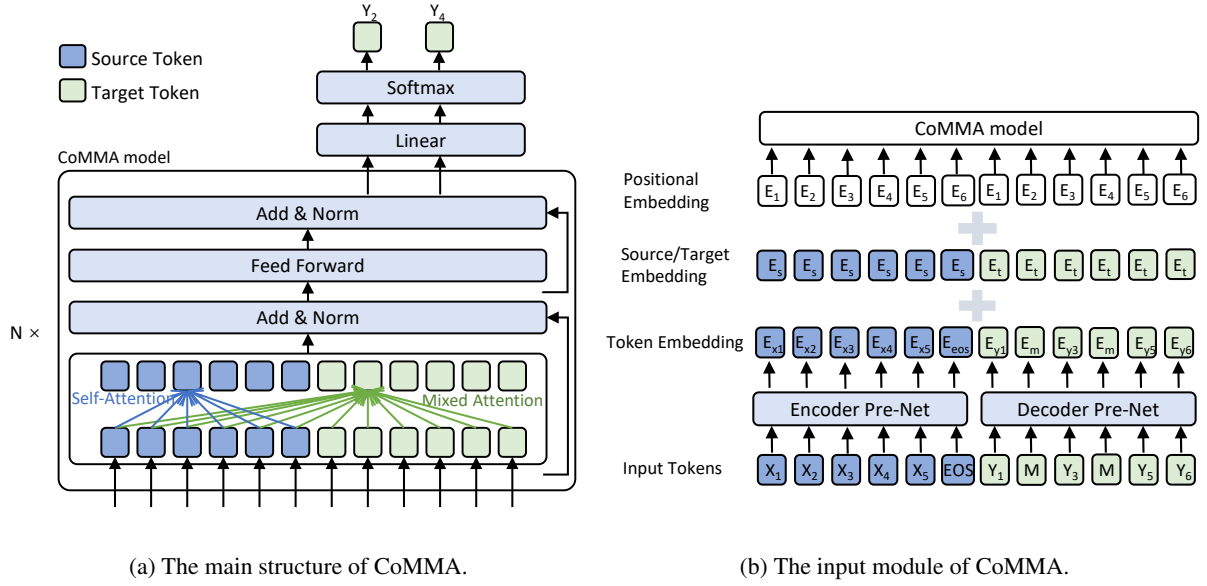 Y2 Y4
Source Token
Target Token
Softmax
Linear
CoMMA model
Add & Norm
Feed Forward
Add & Norm
N ×
Self-Attention Mixed Attention
(a) The main structure of CoMMA.
CoMMA model
Positional Embedding
E1 E2 E3 E4 E5 E6 E1 E2 E3 E4 E5 E6
Source/Target Embedding
Es Es Es Es Es Es Et Et Et Et Et Et
Token Embedding
Ex1 Ex2 Ex3 Ex4 Ex5 Eeos Ey1 Em Ey3 Em Ey5 Ey6
Encoder Pre-Net Decoder Pre-Net
Input Tokens
X1 X2 X3 X4 X5 EOS Y1 M Y3 M Y5 Y6
(b) The input module of CoMMA.